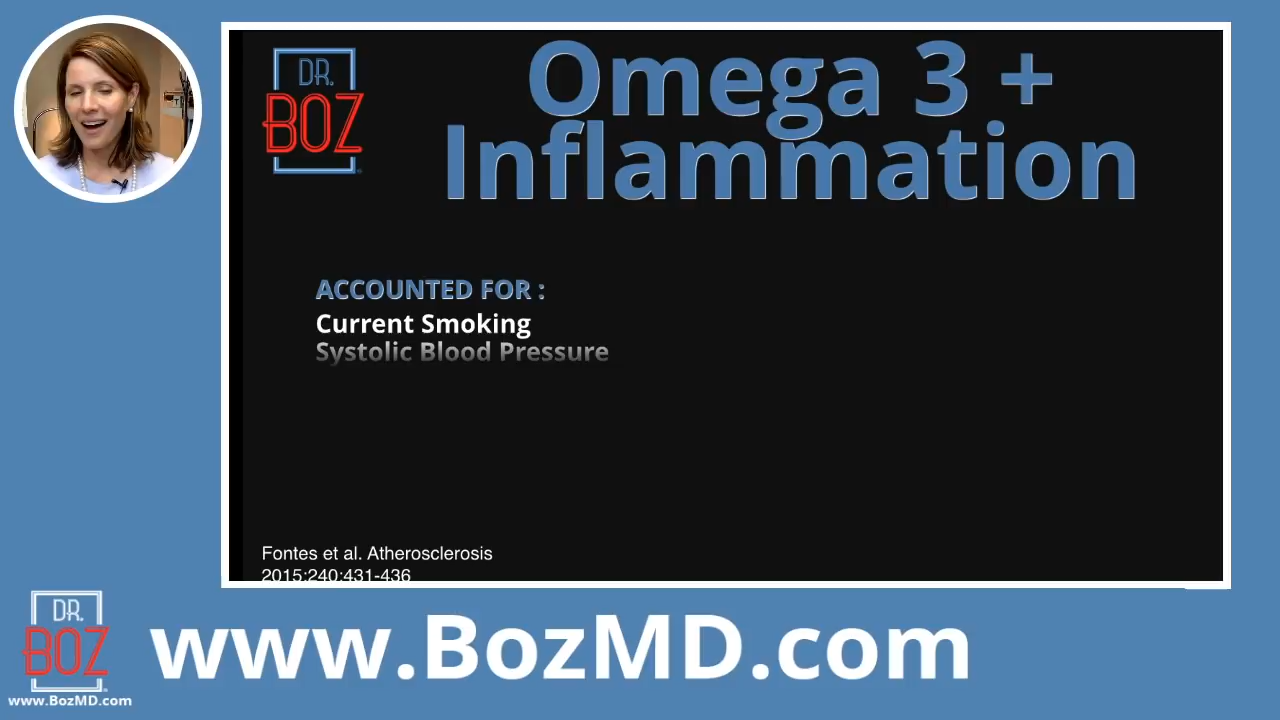 DR.
BOZ
Omega 3 +
Inflammation
ACCOUNTED FOR :
Current Smoking
Systolic Blood Pressure
Fontes et al. Atherosclerosis
2015;240:431-436
DR.
BOZ
www.BozMD.com
www.BozMD.com